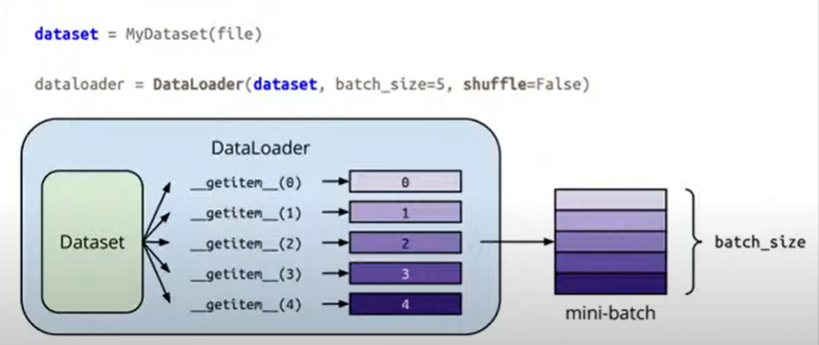 dataset = MyDataset(file)
dataloader = DataLoader(dataset, batch_size=5, shuffle=False)
DataLoader
__getitem__(0) 0
__getitem__(1) 1
Dataset __getitem__(2) 2 batch_size
__getitem__(3) 3
__getitem__(4) 4
mini-batch